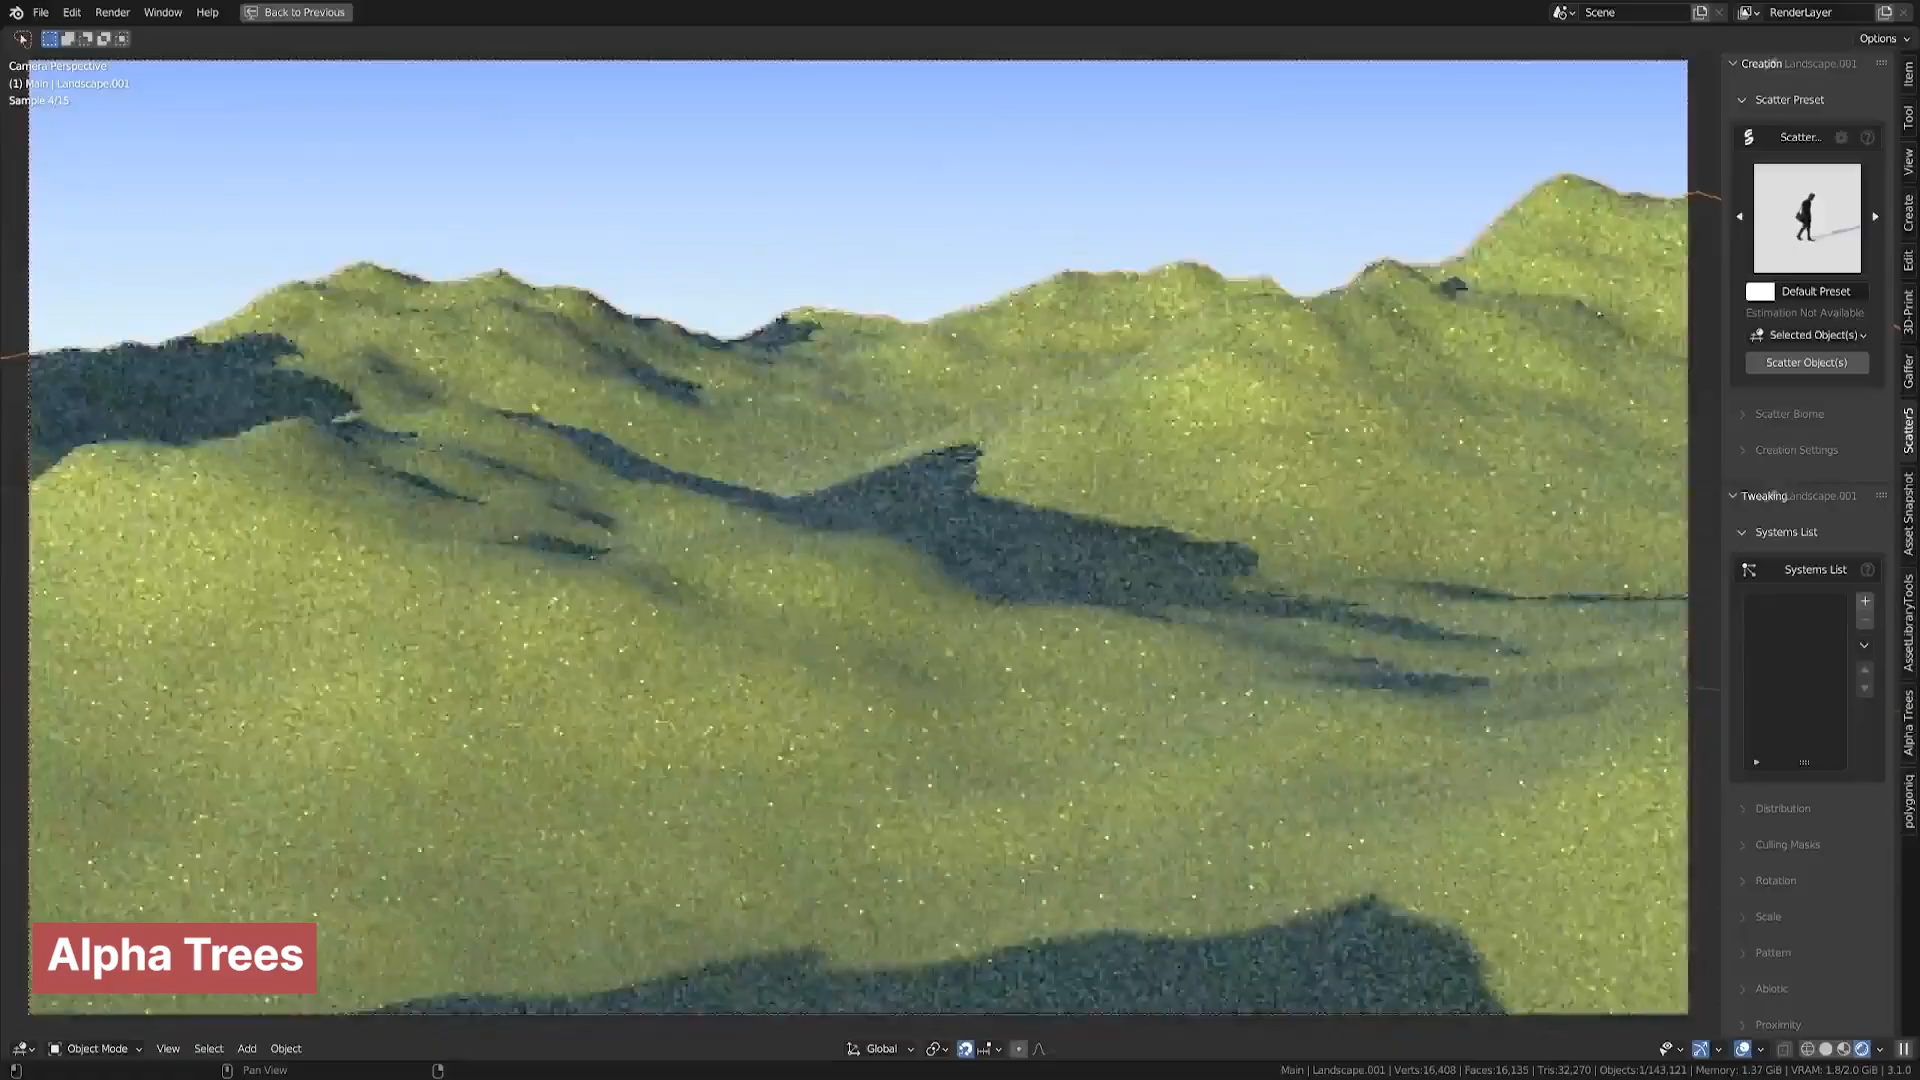 File Edit Render Window Help Back to Previous Scene RenderLayer
Options
Camera Perspective
(1) Main | Landscape.001
Sample 4/15
Creation Landscape.001
Scatter Preset
Scatter...
Default Preset
Estimation Not Available
Selected Object(s)
Scatter Object(s)
Scatter Biome
Creation Settings
Tweaking Landscape.001
Systems List
Systems List
Distribution
Culling Masks
Rotation
Scale
Pattern
Abiotic
Proximity
Item
Tool
View
Create
Edit
3D-Print
Gaffer
Scatter5
Asset Snapshot
AssetLibraryTools
Alpha Trees
polygoniq
Alpha Trees
Object Mode View Select Add Object Global
Pan View
Main | Landscape.001 | Verts:16,408 | Faces:16,135 | Tris:32,270 | Objects:1/143,121 | Memory: 1.37 GiB | VRAM: 1.8/2.0 GiB | 3.1.0